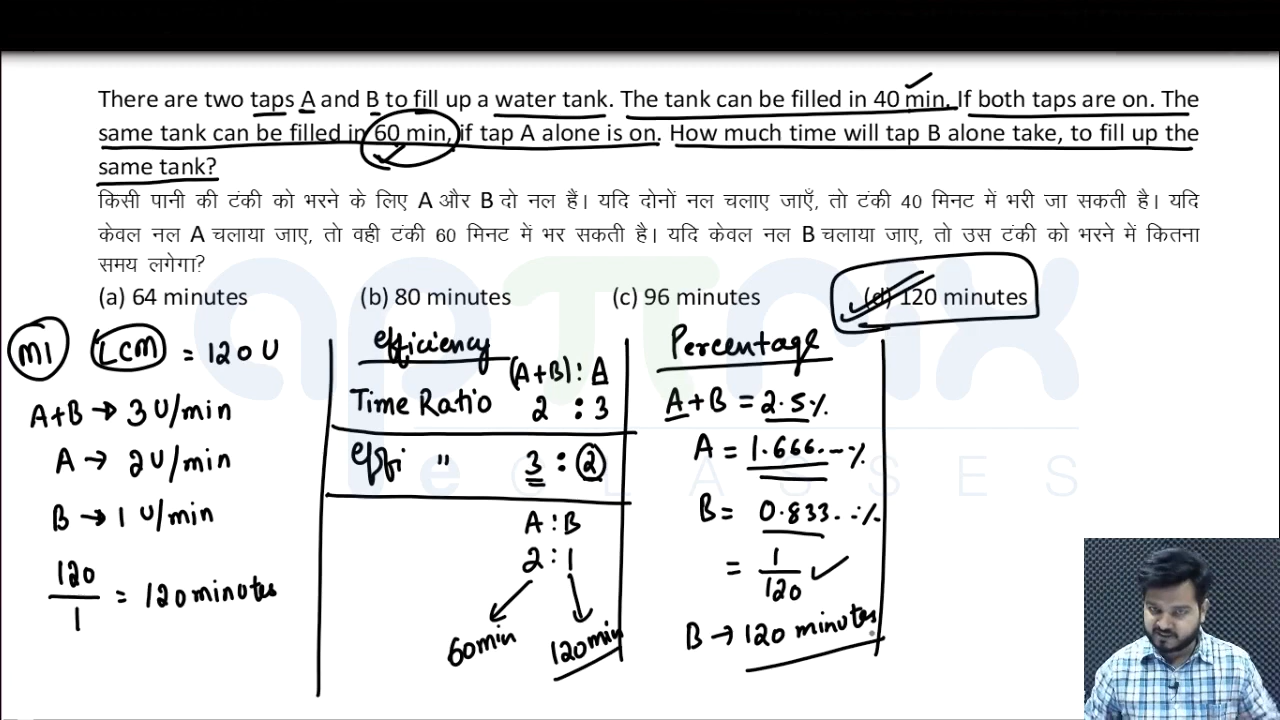 There are two taps A and B to fill up a water tank. The tank can be filled in 40 min. If both taps are on. The
same tank can be filled in 60 min, if tap A alone is on. How much time will tap B alone take, to fill up the
same tank?
किसी पानी की टंकी को भरने के लिए A और B दो नल हैं। यदि दोनों नल चलाए जाएँ, तो टंकी 40 मिनट में भरी जा सकती है। यदि
केवल नल A चलाया जाए, तो वही टंकी 60 मिनट में भर सकती है। यदि केवल नल B चलाया जाए, तो उस टंकी को भरने में कितना
समय लगेगा?
(a) 64 minutes (b) 80 minutes (c) 96 minutes (d) 120 minutes
M1 LCM = 120 U
A+B → 3 U/min
A → 2U/min
B → 1 U/min
120/1 = 120 minutes
efficiency
(A+B) : A
Time Ratio 2 : 3
effi " 3 : 2
A : B
2 : 1
60min 120min
Percentage
A+B = 2.5%
A = 1.666...%
B = 0.833..%
= 1/120
B → 120 minutes
e CLASSES